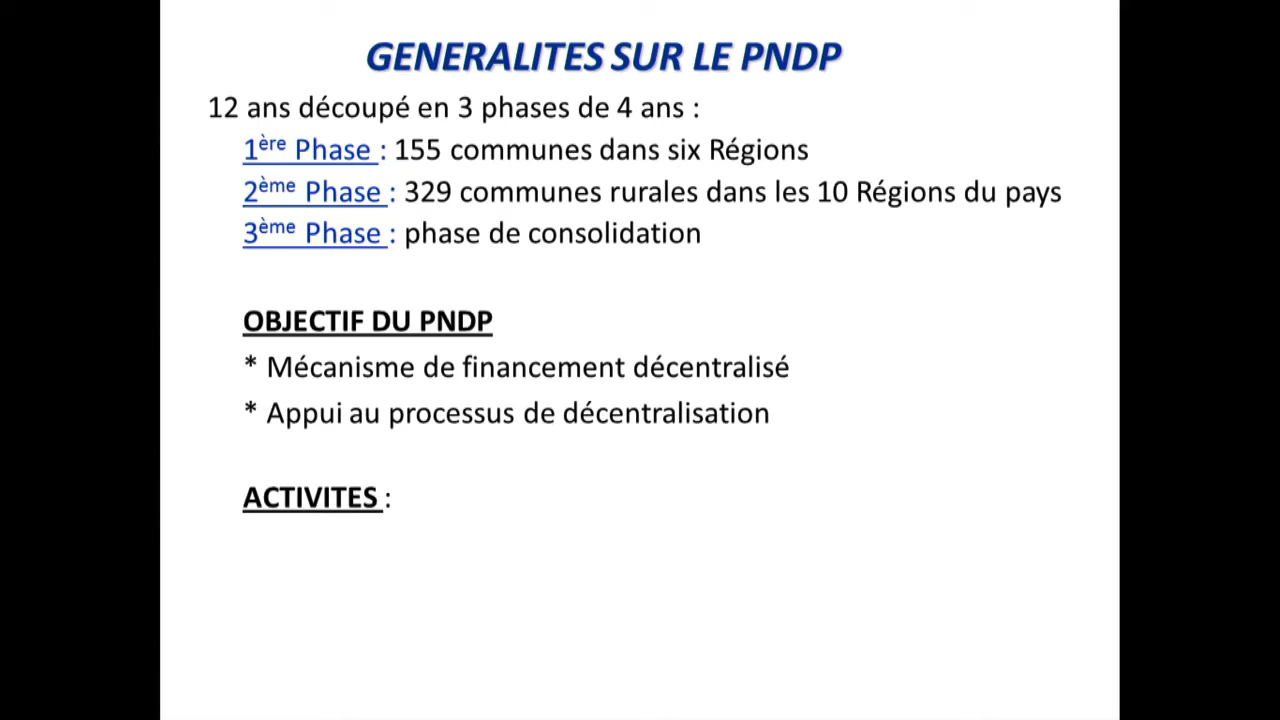 GENERALITES SUR LE PNDP
12 ans découpé en 3 phases de 4 ans :
1ère Phase : 155 communes dans six Régions
2ème Phase : 329 communes rurales dans les 10 Régions du pays
3ème Phase : phase de consolidation
OBJECTIF DU PNDP
* Mécanisme de financement décentralisé
* Appui au processus de décentralisation
ACTIVITES :